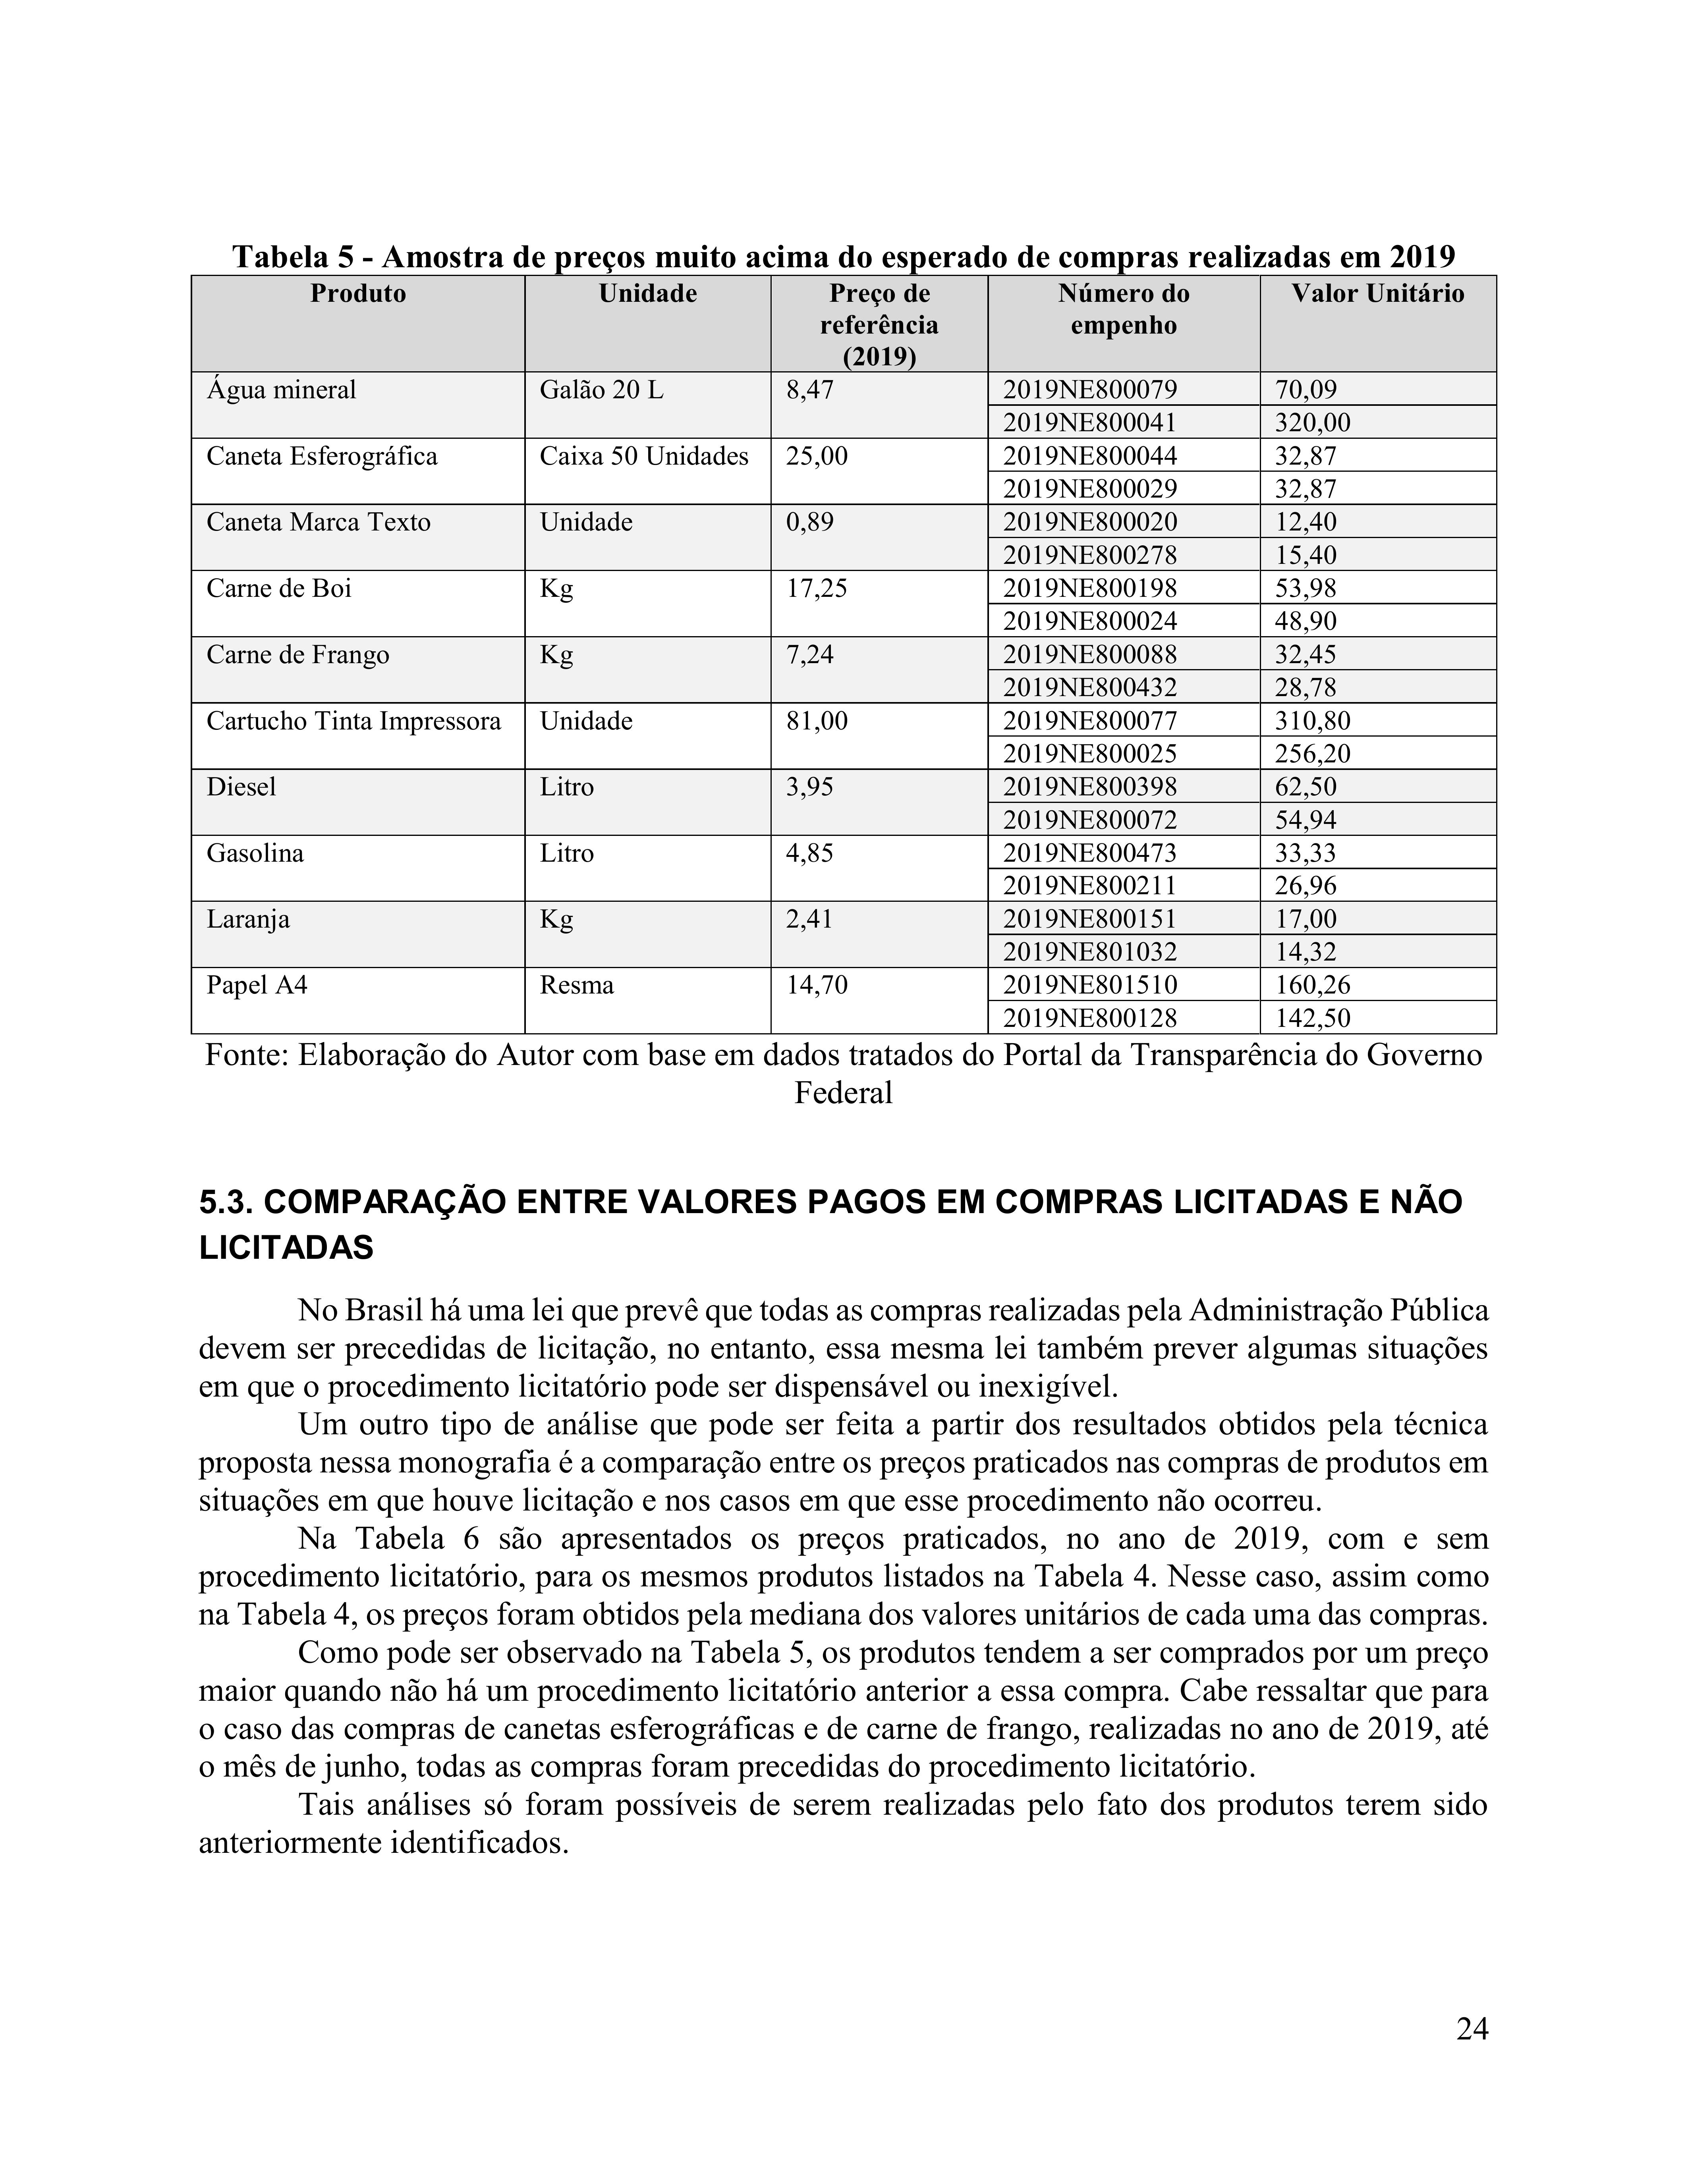 Tabela 5 - Amostra de preços muito acima do esperado de compras realizadas em 2019
Produto Unidade Preço de referência (2019) Número do empenho Valor Unitário
Água mineral Galão 20 L 8,47 2019NE800079 70,09
2019NE800041 320,00
Caneta Esferográfica Caixa 50 Unidades 25,00 2019NE800044 32,87
2019NE800029 32,87
Caneta Marca Texto Unidade 0,89 2019NE800020 12,40
2019NE800278 15,40
Carne de Boi Kg 17,25 2019NE800198 53,98
2019NE800024 48,90
Carne de Frango Kg 7,24 2019NE800088 32,45
2019NE800432 28,78
Cartucho Tinta Impressora Unidade 81,00 2019NE800077 310,80
2019NE800025 256,20
Diesel Litro 3,95 2019NE800398 62,50
2019NE800072 54,94
Gasolina Litro 4,85 2019NE800473 33,33
2019NE800211 26,96
Laranja Kg 2,41 2019NE800151 17,00
2019NE801032 14,32
Papel A4 Resma 14,70 2019NE801510 160,26
2019NE800128 142,50
Fonte: Elaboração do Autor com base em dados tratados do Portal da Transparência do Governo
Federal
5.3. COMPARAÇÃO ENTRE VALORES PAGOS EM COMPRAS LICITADAS E NÃO
LICITADAS
No Brasil há uma lei que prevê que todas as compras realizadas pela Administração Pública
devem ser precedidas de licitação, no entanto, essa mesma lei também prever algumas situações
em que o procedimento licitatório pode ser dispensável ou inexigível.
Um outro tipo de análise que pode ser feita a partir dos resultados obtidos pela técnica
proposta nessa monografia é a comparação entre os preços praticados nas compras de produtos em
situações em que houve licitação e nos casos em que esse procedimento não ocorreu.
Na Tabela 6 são apresentados os preços praticados, no ano de 2019, com e sem
procedimento licitatório, para os mesmos produtos listados na Tabela 4. Nesse caso, assim como
na Tabela 4, os preços foram obtidos pela mediana dos valores unitários de cada uma das compras.
Como pode ser observado na Tabela 5, os produtos tendem a ser comprados por um preço
maior quando não há um procedimento licitatório anterior a essa compra. Cabe ressaltar que para
o caso das compras de canetas esferográficas e de carne de frango, realizadas no ano de 2019, até
o mês de junho, todas as compras foram precedidas do procedimento licitatório.
Tais análises só foram possíveis de serem realizadas pelo fato dos produtos terem sido
anteriormente identificados.
24